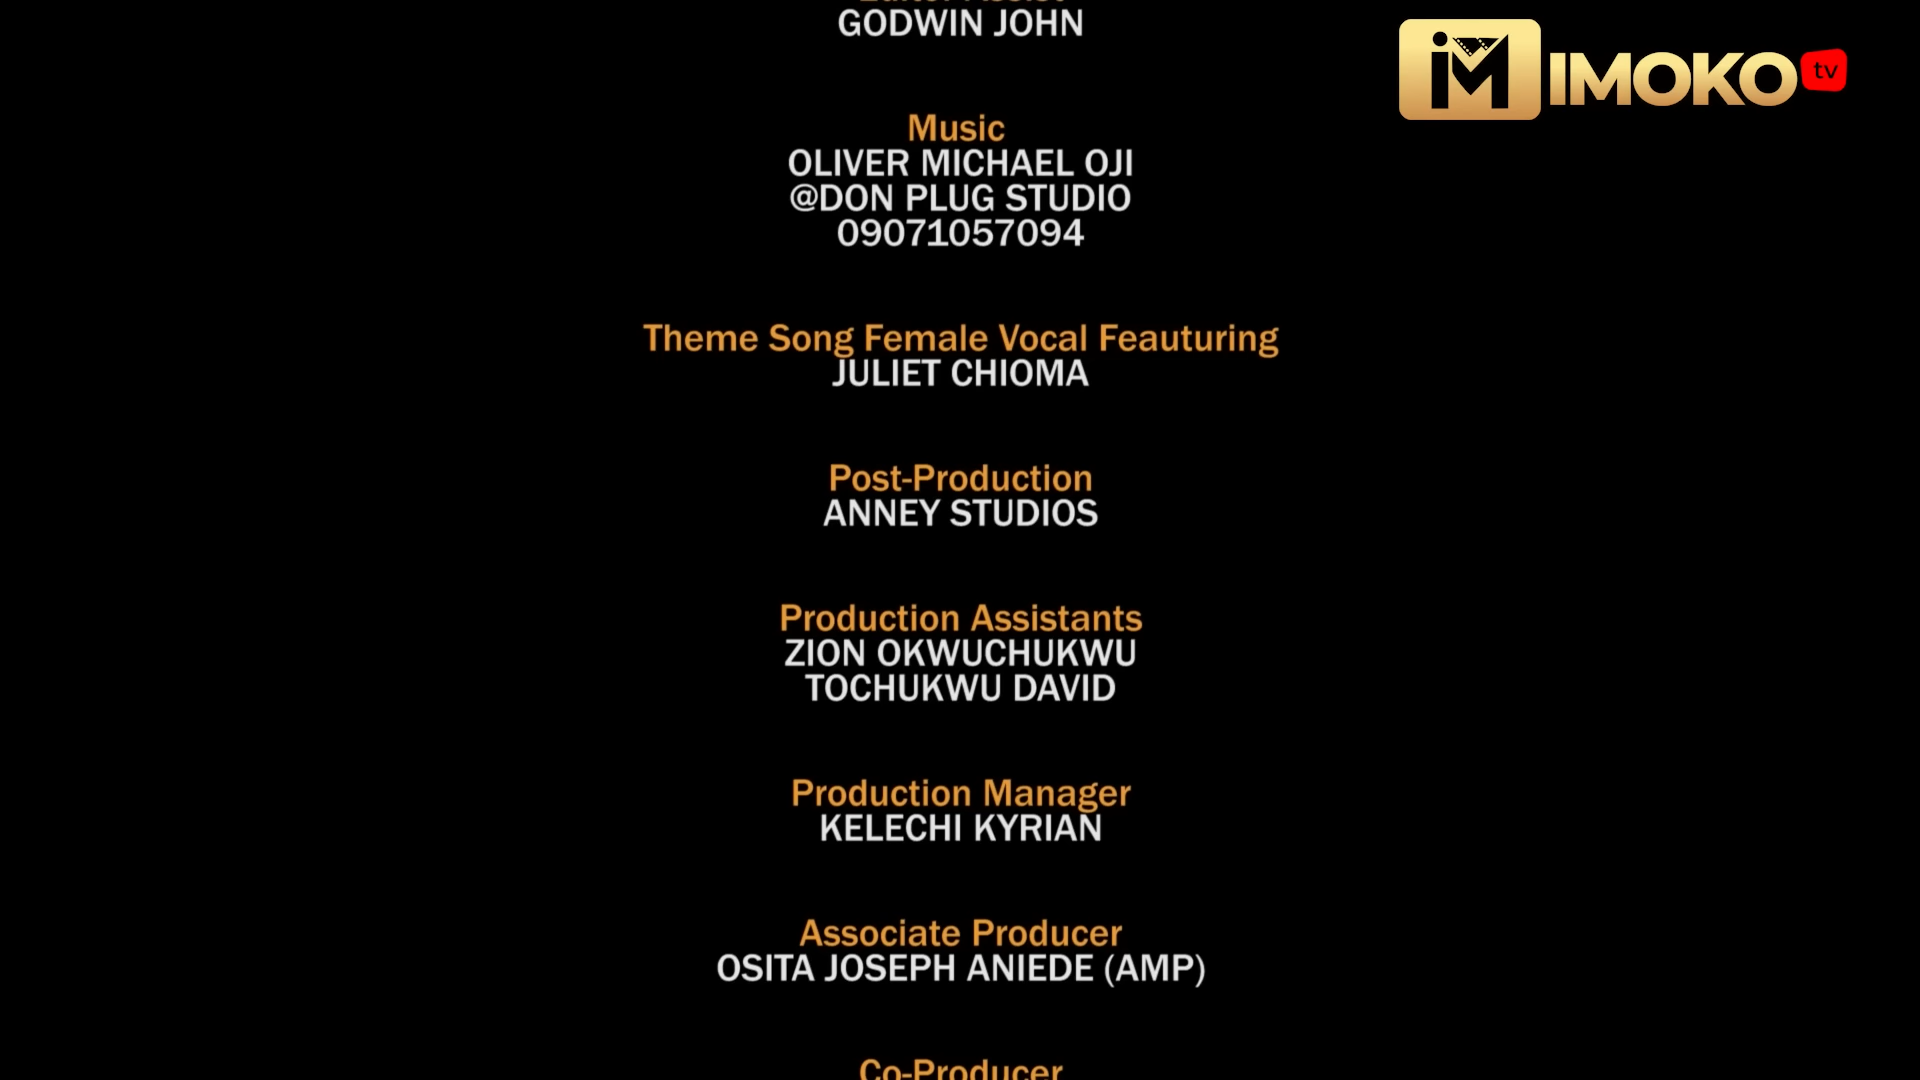 GODWIN JOHN
iM IMOKO tv
Music
OLIVER MICHAEL OJI
@DON PLUG STUDIO
09071057094
Theme Song Female Vocal Feauturing
JULIET CHIOMA
Post-Production
ANNEY STUDIOS
Production Assistants
ZION OKWUCHUKWU
TOCHUKWU DAVID
Production Manager
KELECHI KYRIAN
Associate Producer
OSITA JOSEPH ANIEDE (AMP)
Co-Producer